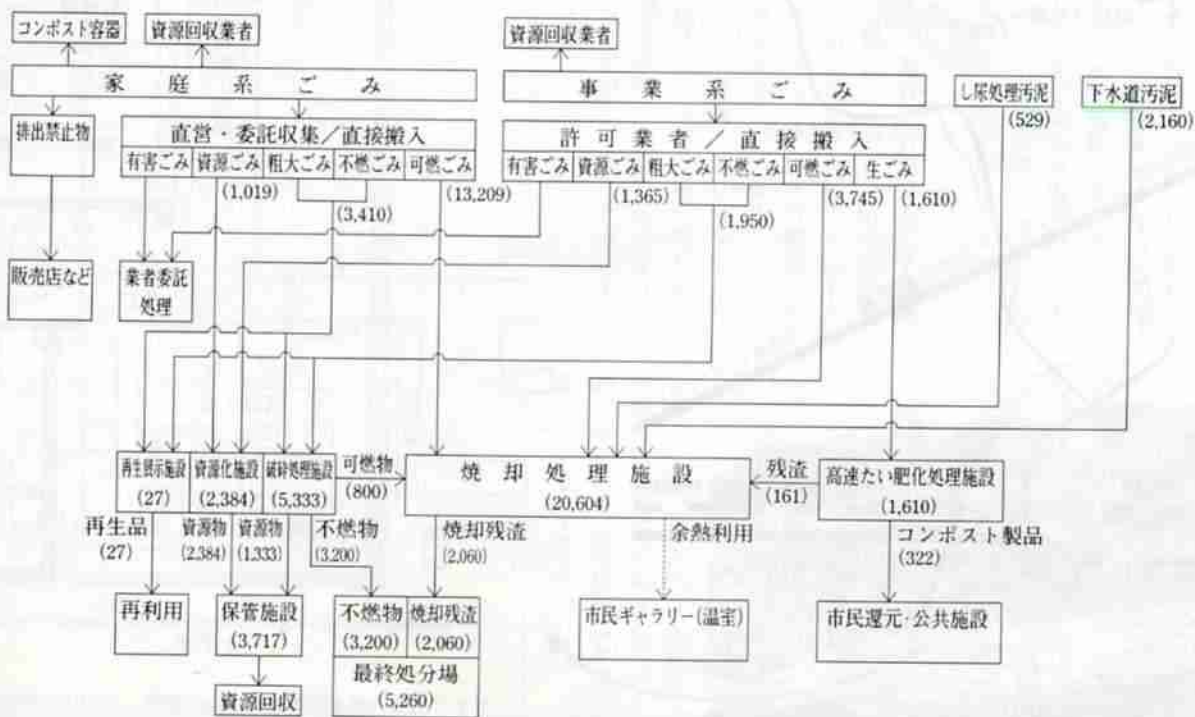 コンポスト容器
資源回収業者
資源回収業者
家庭系ごみ
事業系ごみ
し尿処理汚泥
(529)
下水道汚泥
(2,160)
排出禁止物
直営・委託収集/直接搬入
有害ごみ 資源ごみ 粗大ごみ 不燃ごみ 可燃ごみ
(1,019)
(3,410)
(13,209)
許可業者/直接搬入
有害ごみ 資源ごみ 粗大ごみ 不燃ごみ 可燃ごみ 生ごみ
(1,365)
(1,950)
(3,745)
(1,610)
販売店など
業者委託
処理
再生展示施設
(27)
資源化施設
(2,384)
破砕処理施設
(5,333)
可燃物
(800)
焼却処理施設
(20,604)
残渣
(161)
高速たい肥化処理施設
(1,610)
再生品
(27)
資源物
(2,384)
資源物
(1,333)
不燃物
(3,200)
焼却残渣
(2,060)
余熱利用
コンポスト製品
(322)
再利用
保管施設
(3,717)
不燃物
(3,200)
焼却残渣
(2,060)
最終処分場
(5,260)
市民ギャラリー(温室)
市民還元・公共施設
資源回収